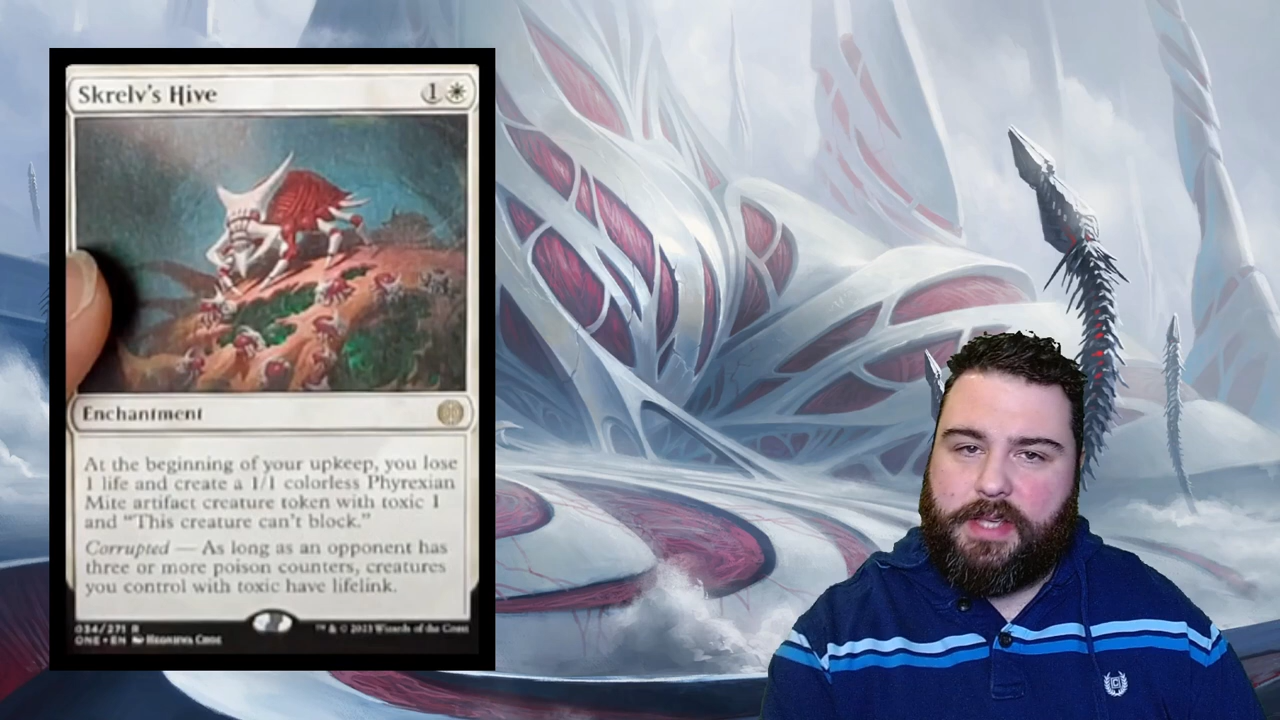 Skrelv's Hive 1
Enchantment
At the beginning of your upkeep, you lose
1 life and create a 1/1 colorless Phyrexian
Mite artifact creature token with toxic 1
and "This creature can't block."
Corrupted — As long as an opponent has
three or more poison counters, creatures
you control with toxic have lifelink.
034/271 R
ONE • EN
™ & © 2023 Wizards of the Coast